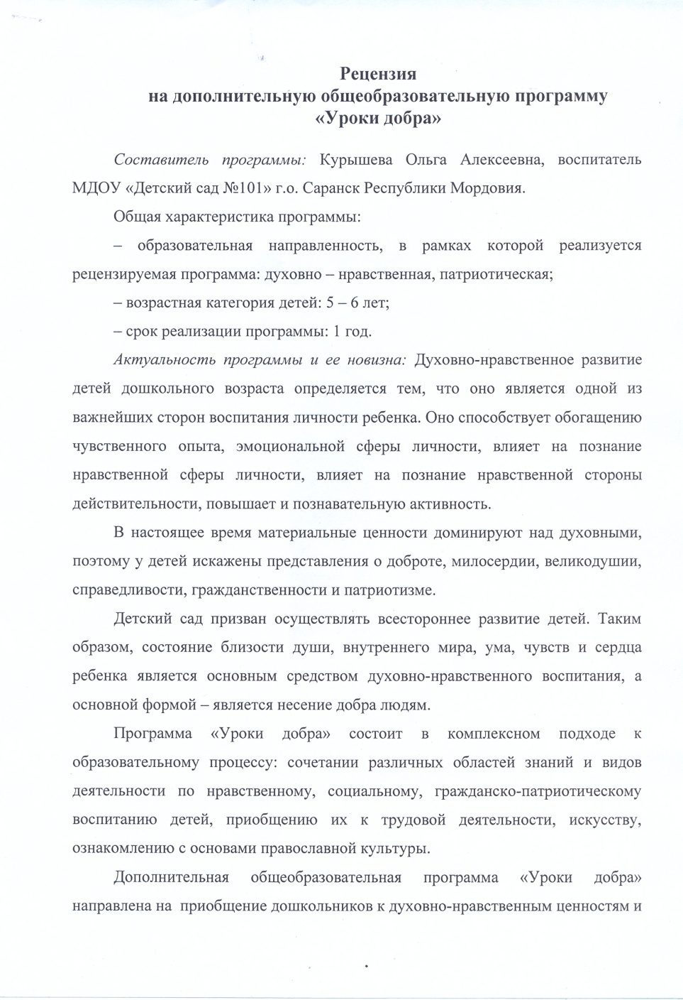 Рецензия
на дополнительную общеобразовательную программу
«Уроки добра»
Составитель программы: Курышева Ольга Алексеевна, воспитатель
МДОУ «Детский сад №101» г.о. Саранск Республики Мордовия.
Общая характеристика программы:
– образовательная направленность, в рамках которой реализуется
рецензируемая программа: духовно – нравственная, патриотическая;
– возрастная категория детей: 5 – 6 лет;
– срок реализации программы: 1 год.
Актуальность программы и ее новизна: Духовно-нравственное развитие
детей дошкольного возраста определяется тем, что оно является одной из
важнейших сторон воспитания личности ребенка. Оно способствует обогащению
чувственного опыта, эмоциональной сферы личности, влияет на познание
нравственной сферы личности, влияет на познание нравственной стороны
действительности, повышает и познавательную активность.
В настоящее время материальные ценности доминируют над духовными,
поэтому у детей искажены представления о доброте, милосердии, великодушии,
справедливости, гражданственности и патриотизме.
Детский сад призван осуществлять всестороннее развитие детей. Таким
образом, состояние близости души, внутреннего мира, ума, чувств и сердца
ребенка является основным средством духовно-нравственного воспитания, а
основной формой – является несение добра людям.
Программа «Уроки добра» состоит в комплексном подходе к
образовательному процессу: сочетании различных областей знаний и видов
деятельности по нравственному, социальному, гражданско-патриотическому
воспитанию детей, приобщению их к трудовой деятельности, искусству,
ознакомлению с основами православной культуры.
Дополнительная общеобразовательная программа «Уроки добра»
направлена на приобщение дошкольников к духовно-нравственным ценностям и